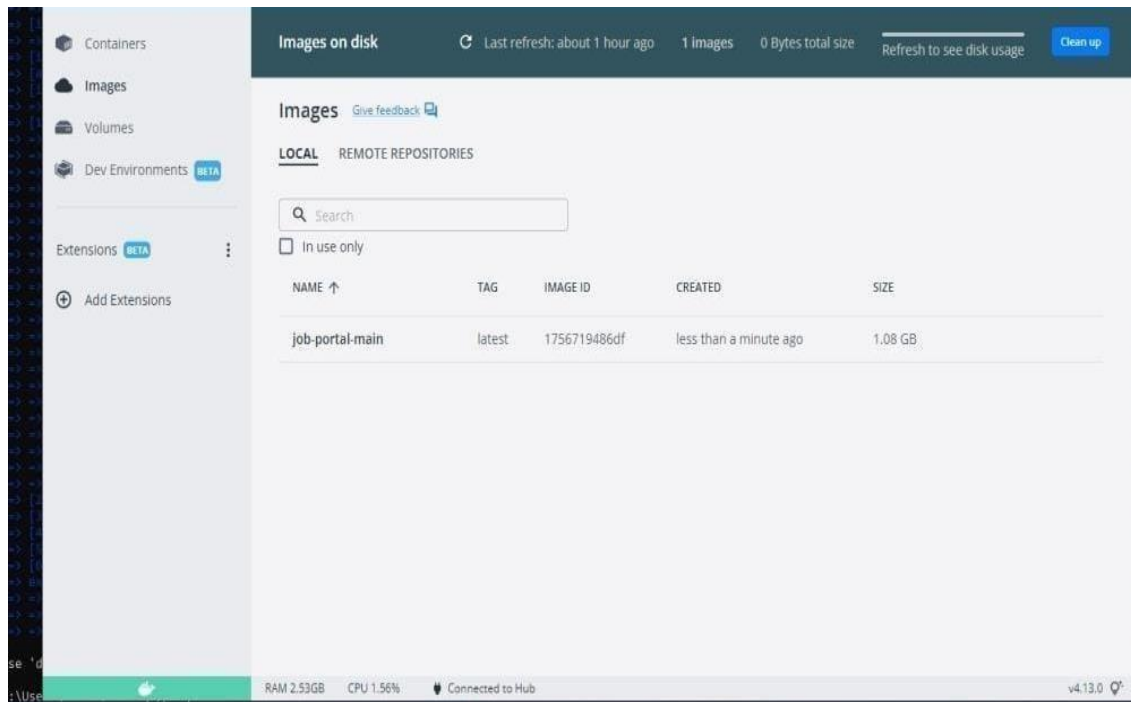 Containers
Images
Volumes
Dev Environments BETA
Extensions BETA
Add Extensions
Images on disk Last refresh: about 1 hour ago 1 images 0 Bytes total size Refresh to see disk usage Clean up
Images Give feedback
LOCAL REMOTE REPOSITORIES
Search
In use only
NAME TAG IMAGE ID CREATED SIZE
job-portal-main latest 1756719486df less than a minute ago 1.08 GB
se 'd
:\Use
RAM 2.53GB CPU 1.56% Connected to Hub v4.13.0